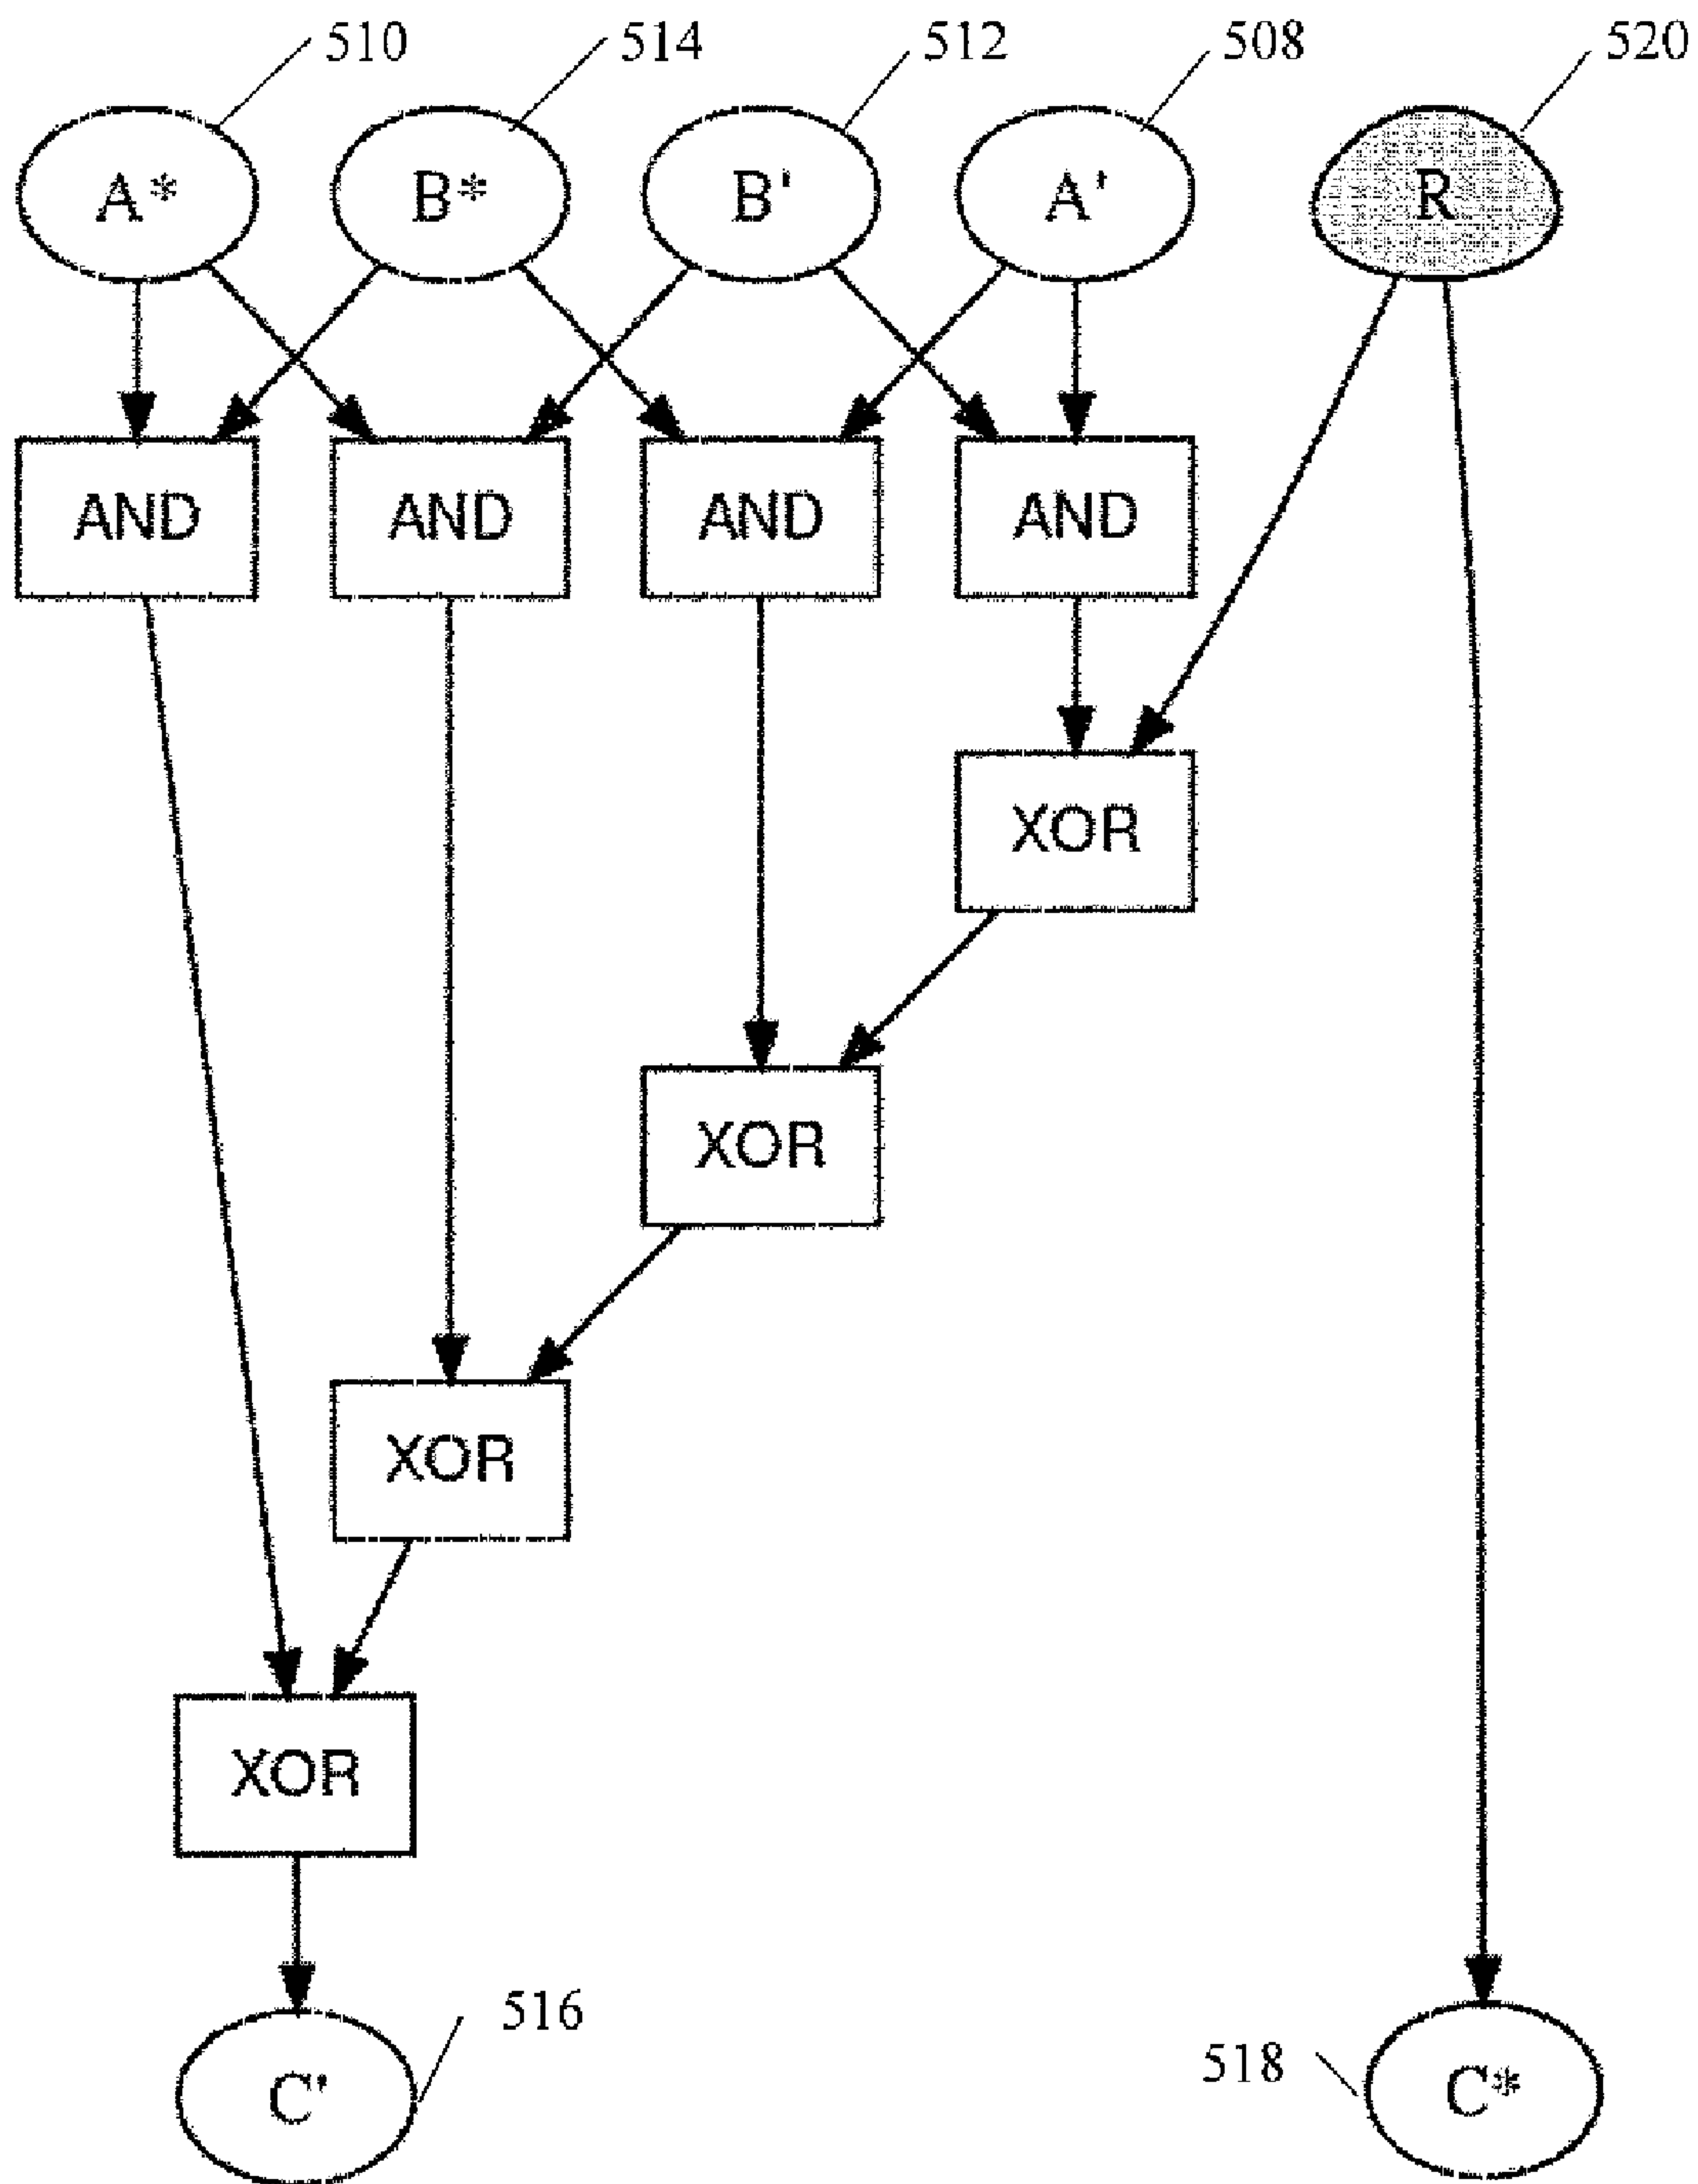 510 514 512 508 520
A* B* B' A' R
AND AND AND AND
XOR
XOR
XOR
XOR
516
518
C' C*